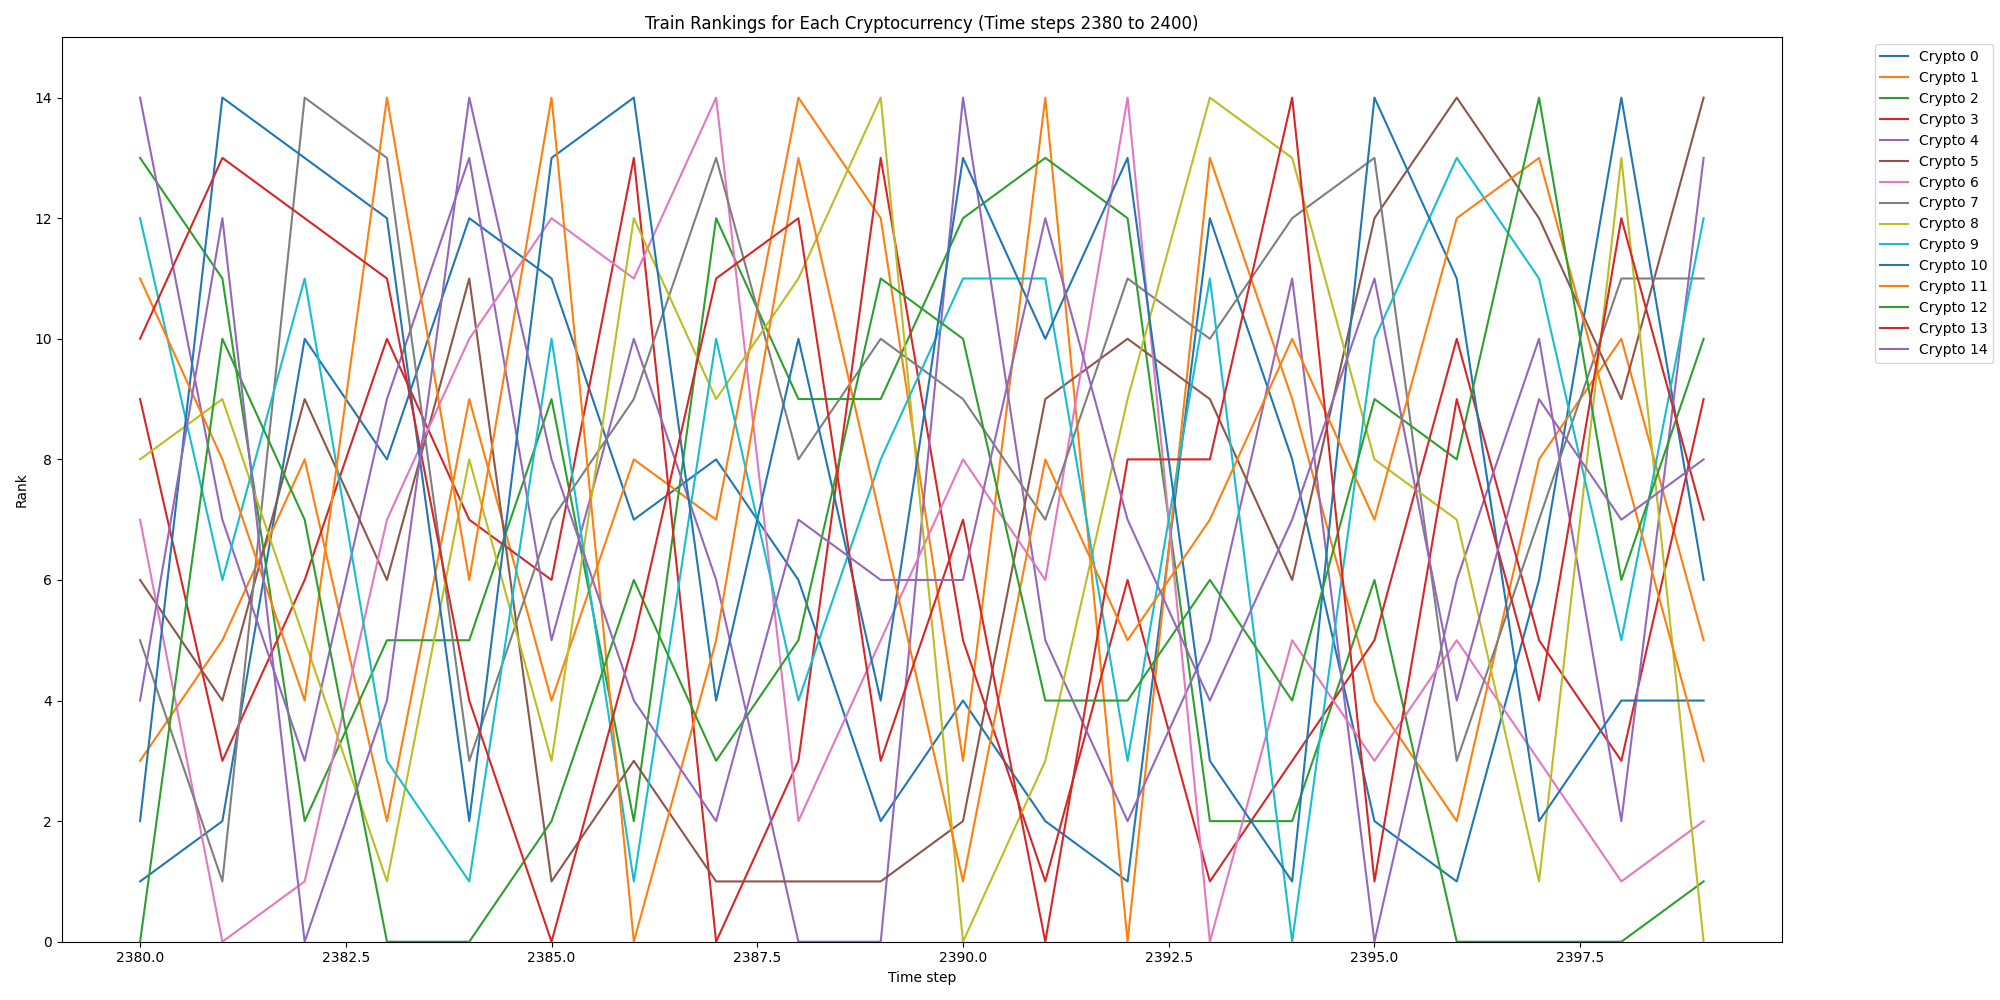 Train Rankings for Each Cryptocurrency (Time steps 2380 to 2400)
14
12
10
8
6
4
2
0
Rank
2380.0 2382.5 2385.0 2387.5 2390.0 2392.5 2395.0 2397.5
Time step
Crypto 0
Crypto 1
Crypto 2
Crypto 3
Crypto 4
Crypto 5
Crypto 6
Crypto 7
Crypto 8
Crypto 9
Crypto 10
Crypto 11
Crypto 12
Crypto 13
Crypto 14